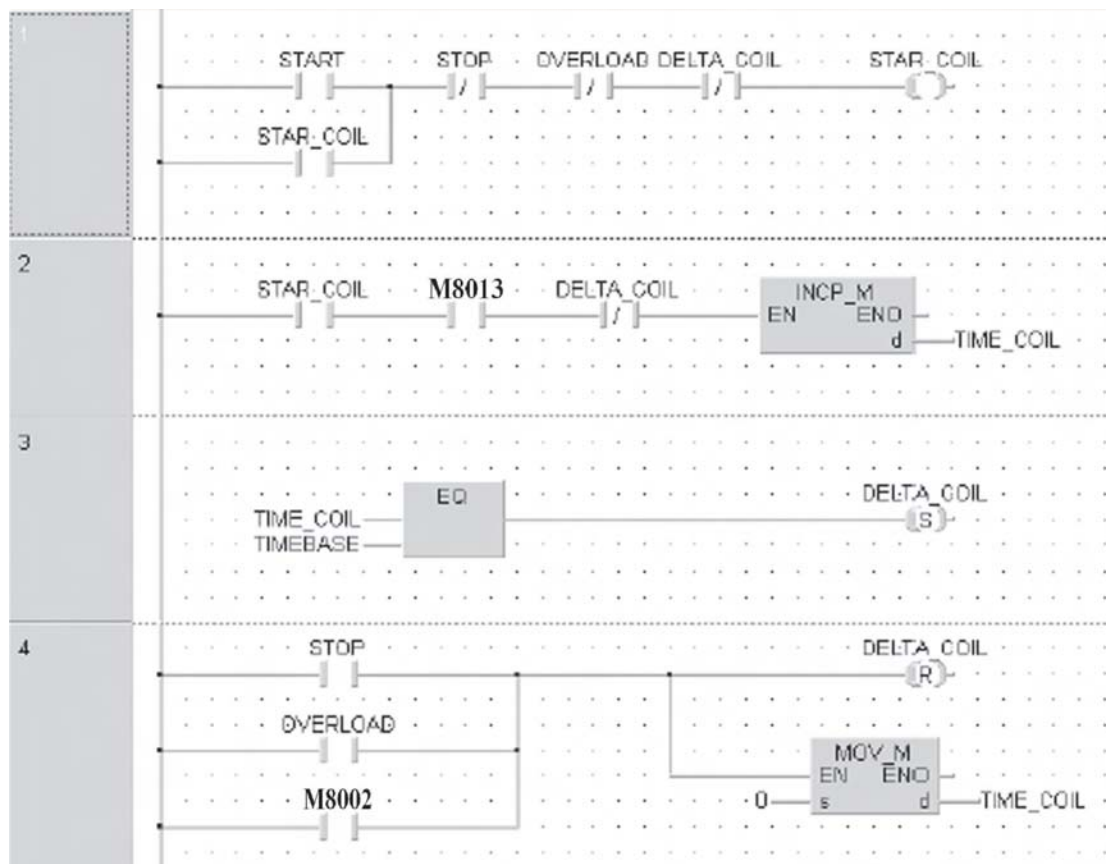 1
START STOP OVERLOAD DELTA_COIL STAR_COIL
STAR_COIL
2
STAR_COIL M8013 DELTA_COIL INCP_M
EN ENO
d TIME_COIL
3
EQ DELTA_COIL
TIME_COIL S
TIMEBASE
4
STOP DELTA_COIL
R
OVERLOAD
MOV_M
EN ENO
M8002 0 s d TIME_COIL